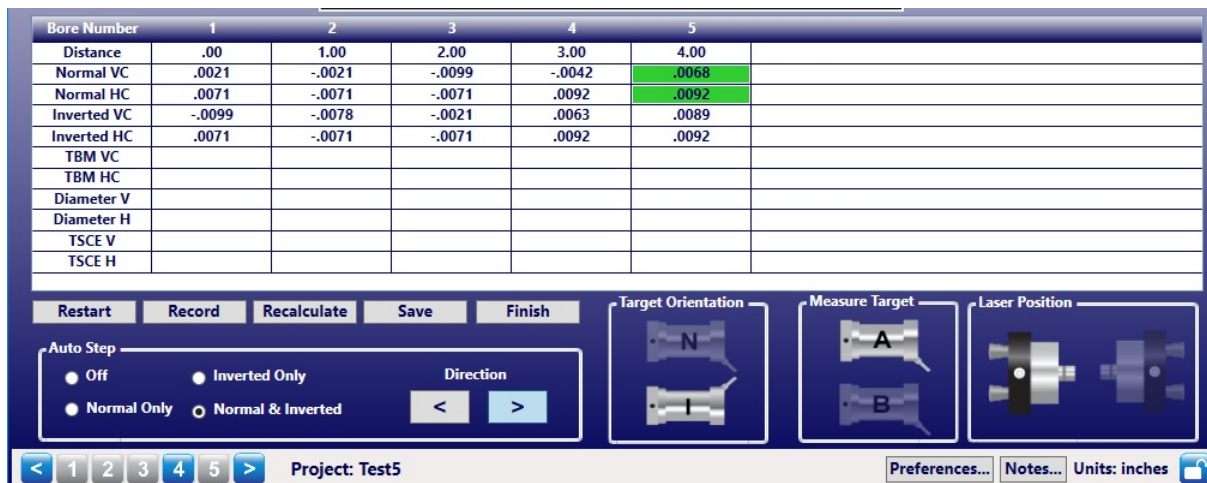 Bore Number 1 2 3 4 5
Distance .00 1.00 2.00 3.00 4.00
Normal VC .0021 -.0021 -.0099 -.0042 .0068
Normal HC .0071 -.0071 -.0071 .0092 .0092
Inverted VC -.0099 -.0078 -.0021 .0063 .0089
Inverted HC .0071 -.0071 -.0071 .0092 .0092
TBM VC
TBM HC
Diameter V
Diameter H
TSCE V
TSCE H
Restart Record Recalculate Save Finish
Auto Step
Off Inverted Only
Normal Only Normal & Inverted
Direction
< >
Target Orientation
N
I
Measure Target
A
B
Laser Position
< 1 2 3 4 5 > Project: Test5 Preferences... Notes... Units: inches